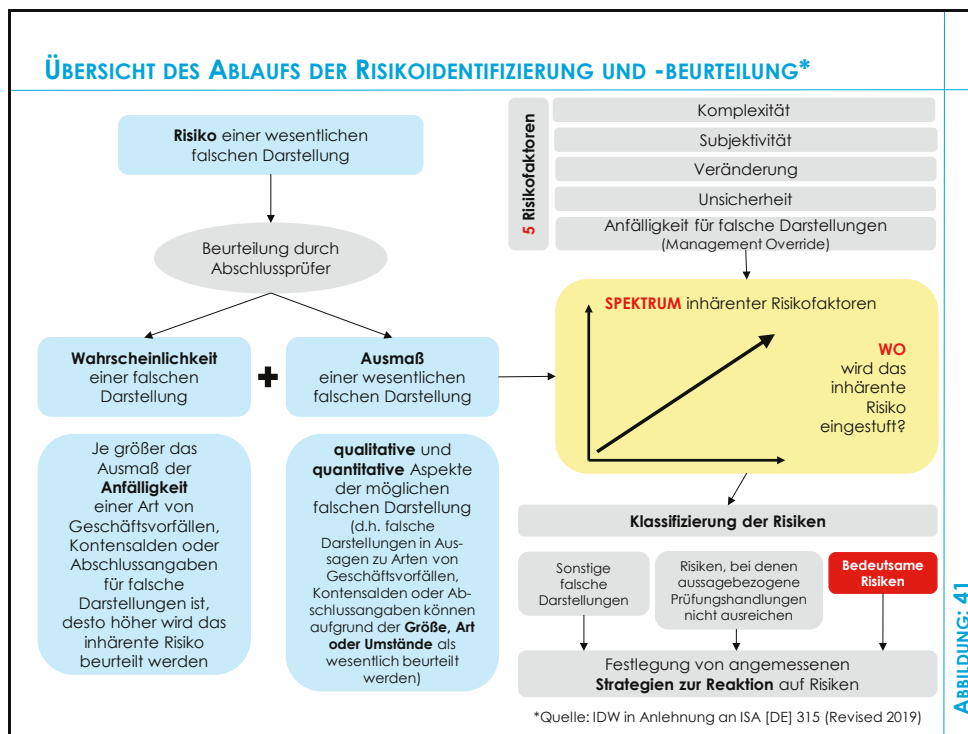 ÜBERSICHT DES ABLAUFS DER RISIKOIDENTIFIZIERUNG UND -BEURTEILUNG*
Risiko einer wesentlichen
falschen Darstellung
Beurteilung durch
Abschlussprüfer
Wahrscheinlichkeit
einer falschen
Darstellung
+
Ausmaß
einer wesentlichen
falschen Darstellung
Je größer das
Ausmaß der
Anfälligkeit
einer Art von
Geschäftsvorfällen,
Kontensalden oder
Abschlussangaben
für falsche
Darstellungen ist,
desto höher wird das
inhärente Risiko
beurteilt werden
qualitative und
quantitative Aspekte
der möglichen
falschen Darstellung
(d.h. falsche
Darstellungen in Aus-
sagen zu Arten von
Geschäftsvorfällen,
Kontensalden oder Ab-
schlussangaben können
aufgrund der Größe, Art
oder Umstände als
wesentlich beurteilt
werden)
5 Risikofaktoren
Komplexität
Subjektivität
Veränderung
Unsicherheit
Anfälligkeit für falsche Darstellungen
(Management Override)
SPEKTRUM inhärenter Risikofaktoren
WO
wird das
inhärente
Risiko
eingestuft?
Klassifizierung der Risiken
Sonstige
falsche
Darstellungen
Risiken, bei denen
aussagebezogene
Prüfungshandlungen
nicht ausreichen
Bedeutsame
Risiken
Festlegung von angemessenen
Strategien zur Reaktion auf Risiken
*Quelle: IDW in Anlehnung an ISA [DE] 315 (Revised 2019)
ABBILDUNG: 41